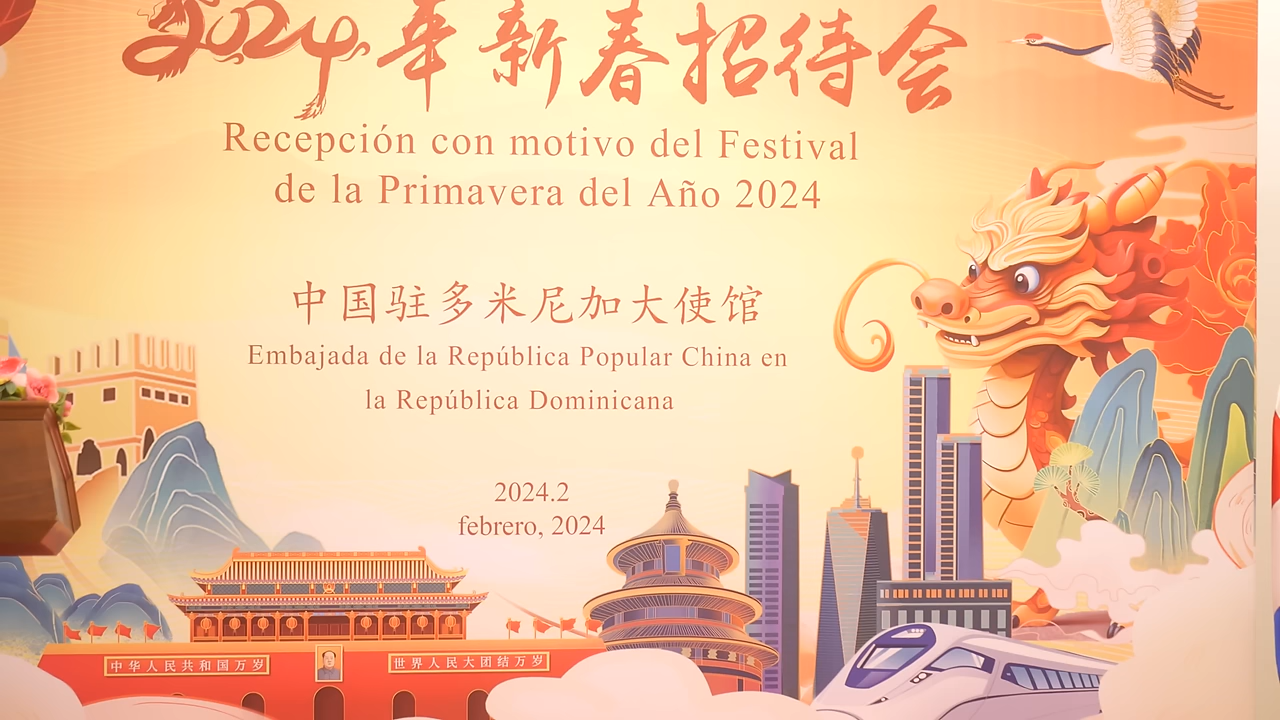 2024年新春招待会
Recepción con motivo del Festival
de la Primavera del Año 2024
中国驻多米尼加大使馆
Embajada de la República Popular China en
la República Dominicana
2024.2
febrero, 2024
中华人民共和国万岁
世界人民大团结万岁